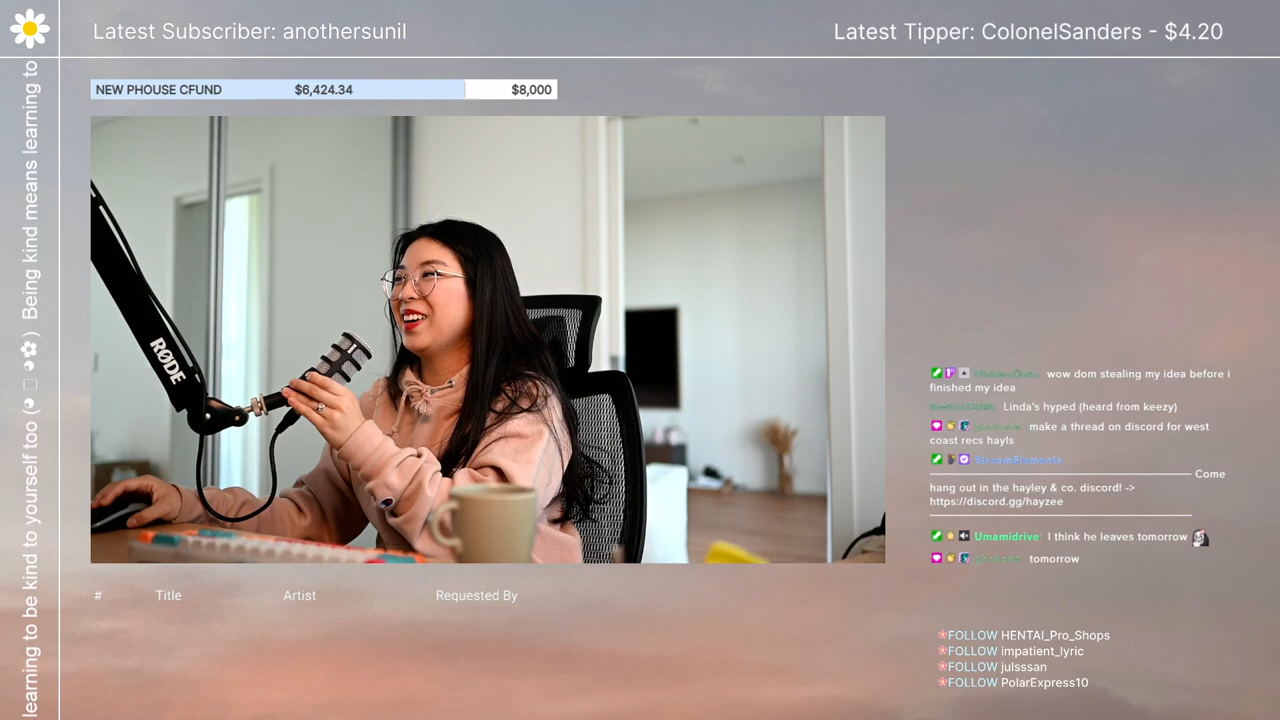 Latest Subscriber: anothersunil
Latest Tipper: ColonelSanders - $4.20
learning to be kind to yourself too (◕ □ ◕✿) Being kind means learning to
NEW PHOUSE CFUND $6,424.34 $8,000
RØDE
wow dom stealing my idea before i
finished my idea
Linda's hyped (heard from keezy)
make a thread on discord for west
coast recs hayls
StreamElements
Come
hang out in the hayley & co. discord! ->
https://discord.gg/hayzee
Umamidrive: I think he leaves tomorrow
tomorrow
# Title Artist Requested By
FOLLOW HENTAI_Pro_Shops
FOLLOW impatient_lyric
FOLLOW julsssan
FOLLOW PolarExpress10